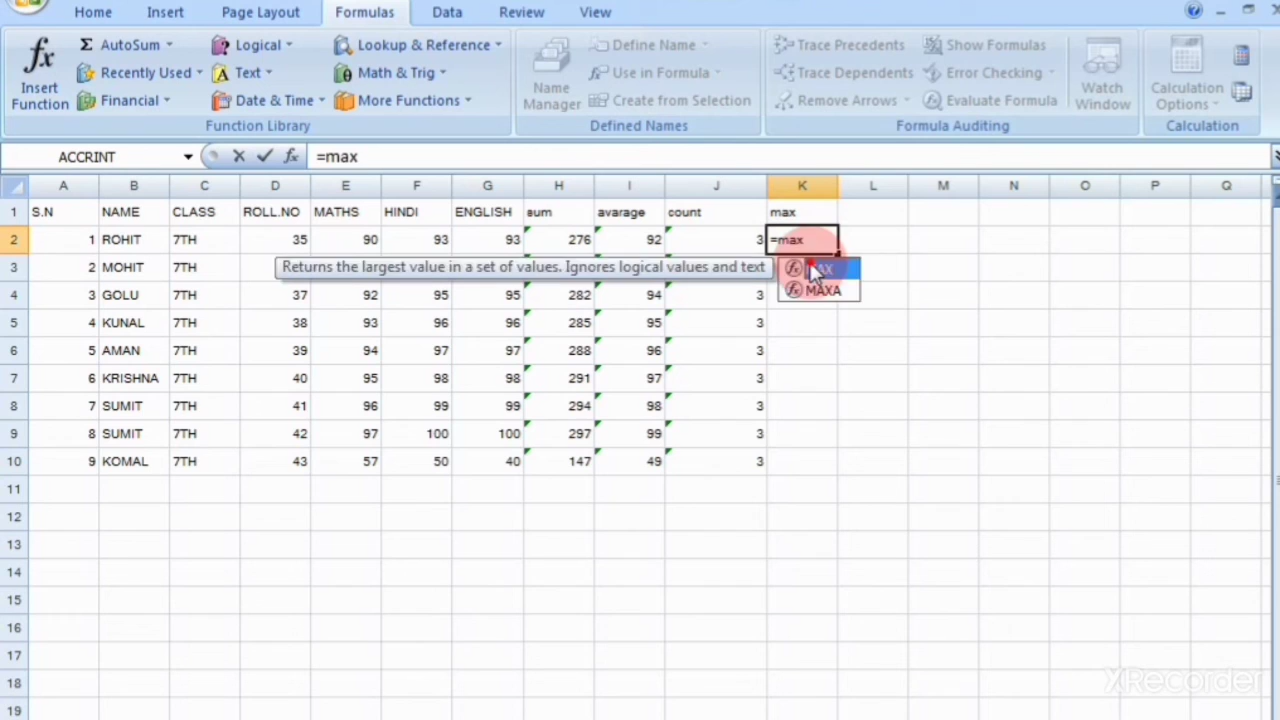 Home Insert Page Layout Formulas Data Review View
fx Σ AutoSum Logical Lookup & Reference Define Name Trace Precedents Show Formulas
Recently Used Text Math & Trig Use in Formula Trace Dependents Error Checking
Insert Function Financial Date & Time More Functions Name Manager Create from Selection Remove Arrows Evaluate Formula Watch Window Calculation Options
Function Library Defined Names Formula Auditing Calculation
ACCRINT fx =max
A B C D E F G H I J K L M N O P Q
1 S.N NAME CLASS ROLL.NO MATHS HINDI ENGLISH sum avarage count max
2 1 ROHIT 7TH 35 90 93 93 276 92 3 =max
3 2 MOHIT 7TH Returns the largest value in a set of values. Ignores logical values and text fx MAX
4 3 GOLU 7TH 37 92 95 95 282 94 3 fx MAXA
5 4 KUNAL 7TH 38 93 96 96 285 95 3
6 5 AMAN 7TH 39 94 97 97 288 96 3
7 6 KRISHNA 7TH 40 95 98 98 291 97 3
8 7 SUMIT 7TH 41 96 99 99 294 98 3
9 8 SUMIT 7TH 42 97 100 100 297 99 3
10 9 KOMAL 7TH 43 57 50 40 147 49 3
11
12
13
14
15
16
17
18
19
XRecorder